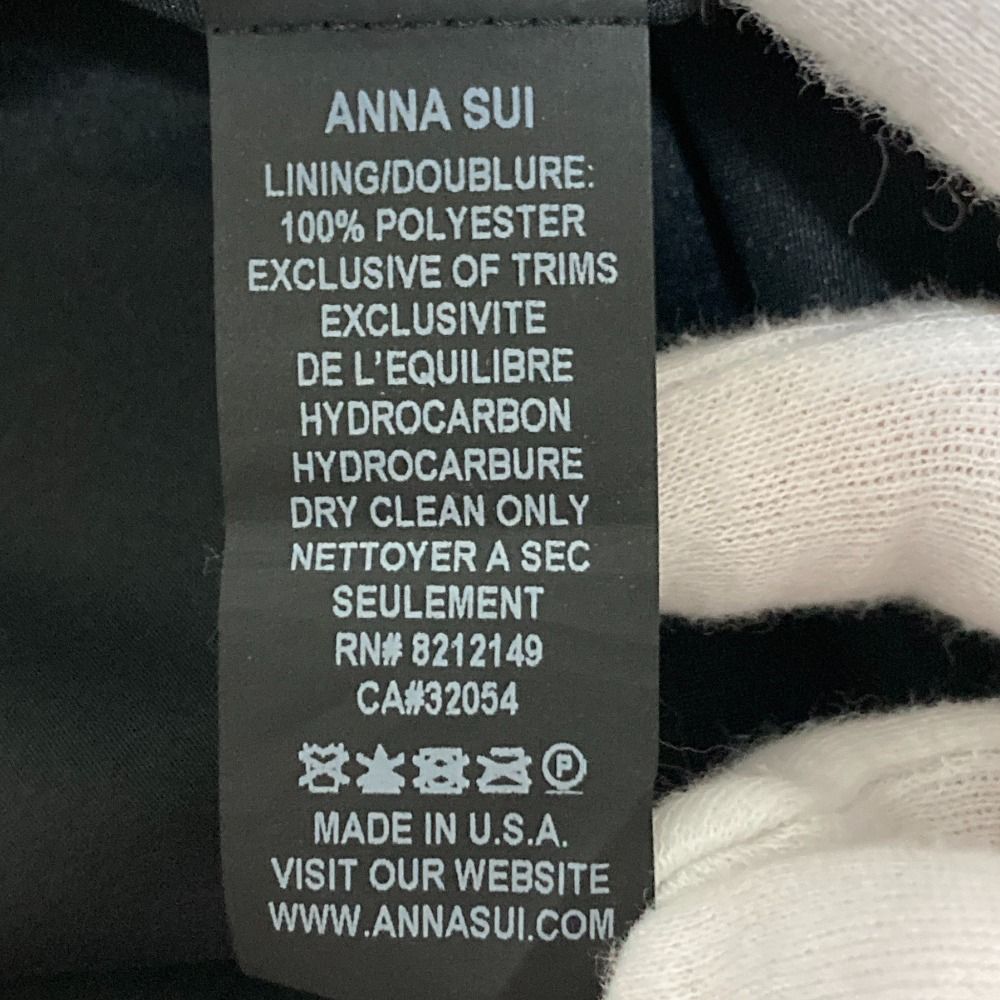 ANNA SUI
LINING/DOUBLURE:
100% POLYESTER
EXCLUSIVE OF TRIMS
EXCLUSIVITE
DE L'EQUILIBRE
HYDROCARBON
HYDROCARBURE
DRY CLEAN ONLY
NETTOYER A SEC
SEULEMENT
RN# 8212149
CA#32054
P
MADE IN U.S.A.
VISIT OUR WEBSITE
WWW.ANNASUI.COM